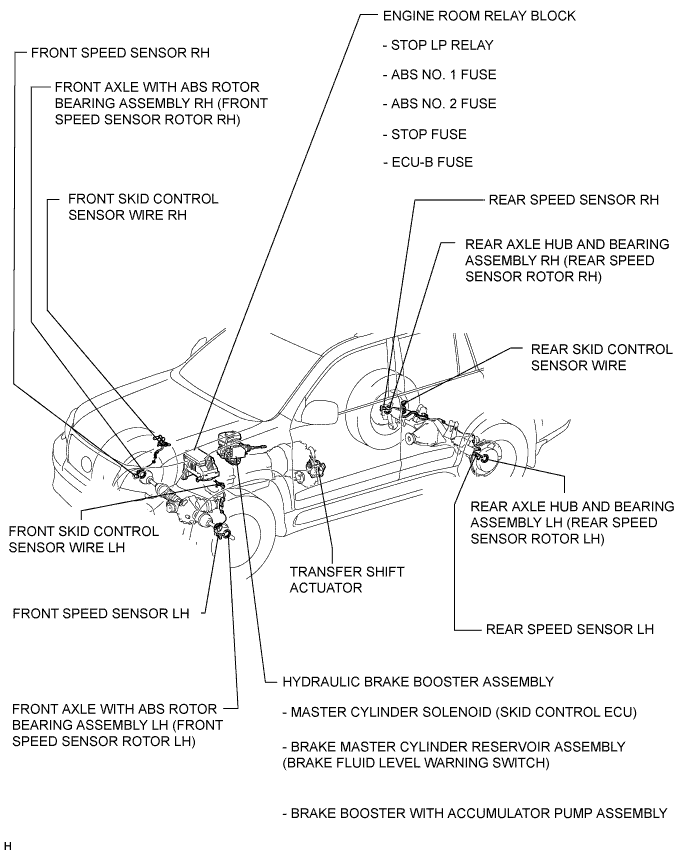 ENGINE ROOM RELAY BLOCK
- STOP LP RELAY
- ABS NO. 1 FUSE
- ABS NO. 2 FUSE
- STOP FUSE
- ECU-B FUSE
FRONT SPEED SENSOR RH
FRONT AXLE WITH ABS ROTOR
BEARING ASSEMBLY RH (FRONT
SPEED SENSOR ROTOR RH)
FRONT SKID CONTROL
SENSOR WIRE RH
REAR SPEED SENSOR RH
REAR AXLE HUB AND BEARING
ASSEMBLY RH (REAR SPEED
SENSOR ROTOR RH)
REAR SKID CONTROL
SENSOR WIRE
REAR AXLE HUB AND BEARING
ASSEMBLY LH (REAR SPEED
SENSOR ROTOR LH)
FRONT SKID CONTROL
SENSOR WIRE LH
TRANSFER SHIFT
ACTUATOR
FRONT SPEED SENSOR LH
REAR SPEED SENSOR LH
FRONT AXLE WITH ABS ROTOR
BEARING ASSEMBLY LH (FRONT
SPEED SENSOR ROTOR LH)
HYDRAULIC BRAKE BOOSTER ASSEMBLY
- MASTER CYLINDER SOLENOID (SKID CONTROL ECU)
- BRAKE MASTER CYLINDER RESERVOIR ASSEMBLY
(BRAKE FLUID LEVEL WARNING SWITCH)
- BRAKE BOOSTER WITH ACCUMULATOR PUMP ASSEMBLY
H